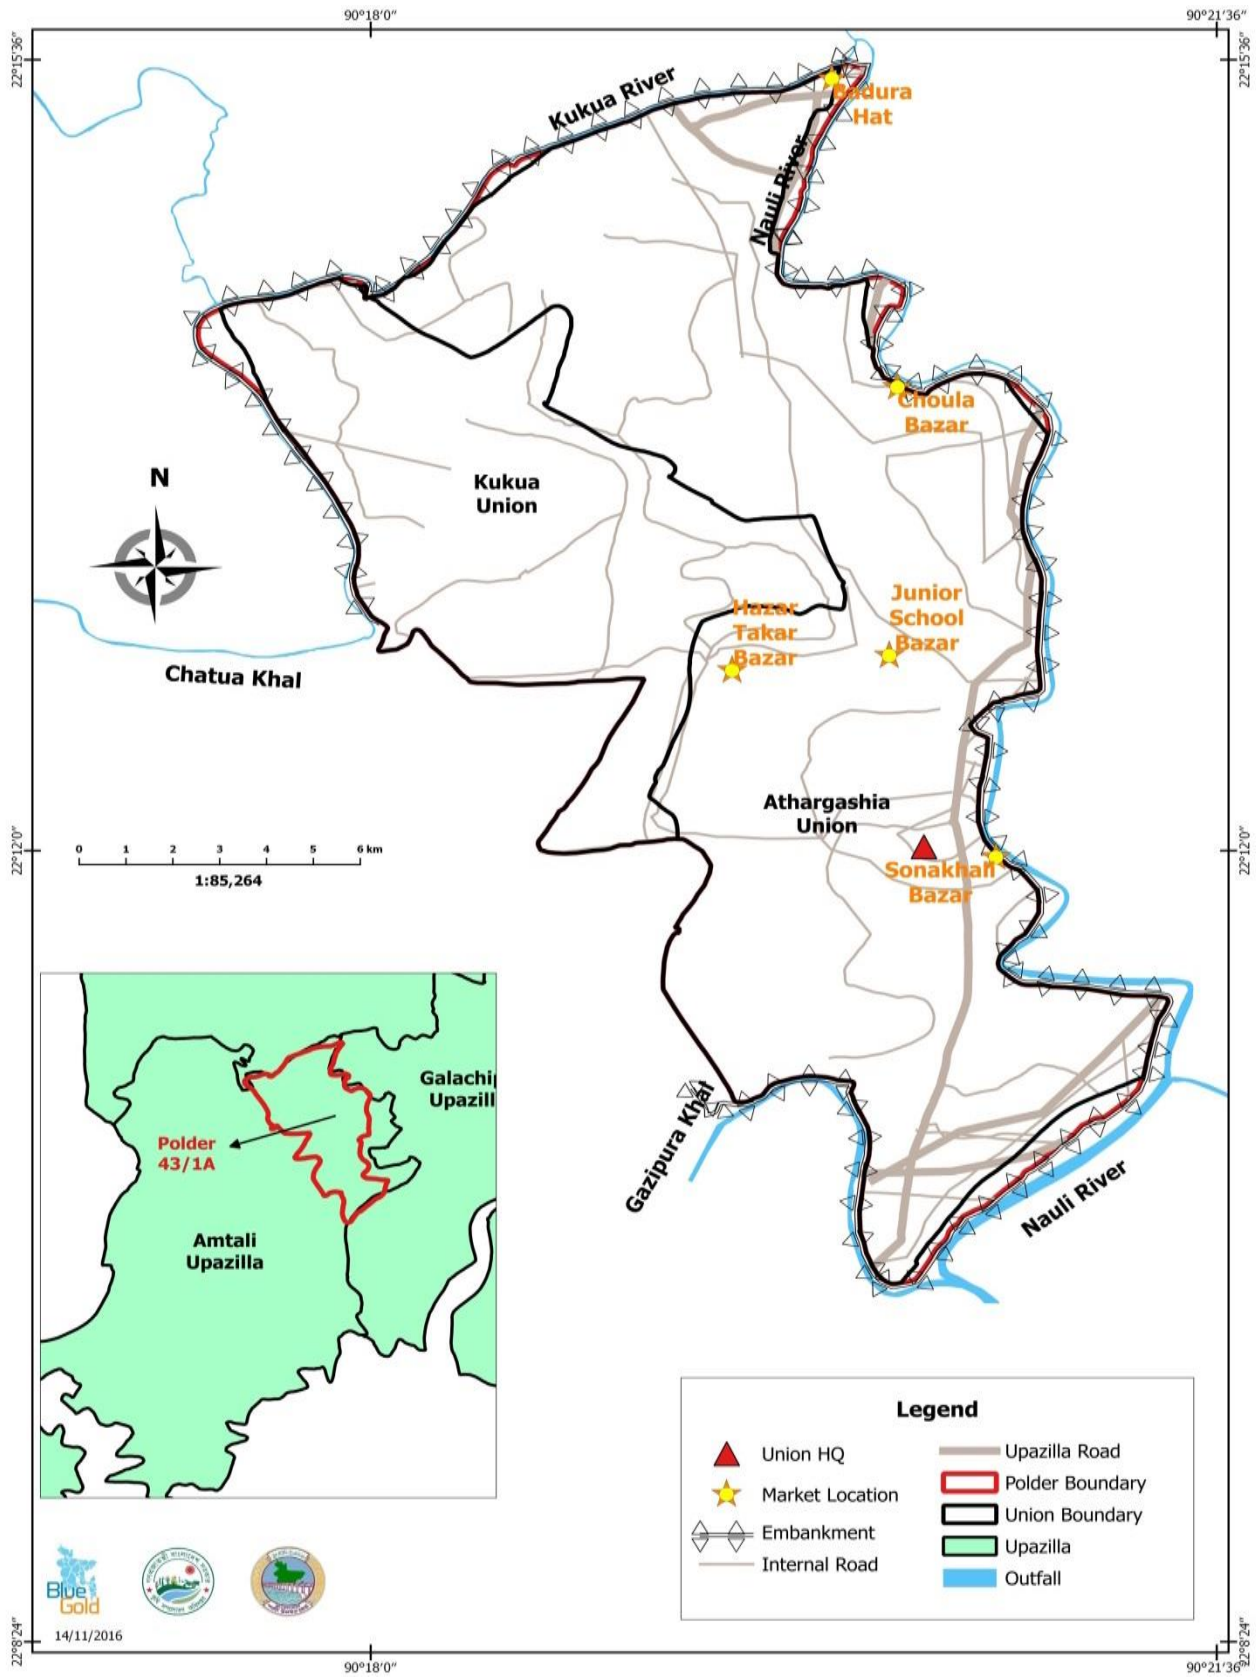 90°18'0"
90°21'36"
22°15'36"
22°15'36"
Kukua River
Badura
Hat
Nauli River
Choula
Bazar
Kukua
Union
N
Junior
School
Bazar
Hazar
Takar
Bazar
Chatua Khal
Athargashia
Union
22°12'0"
22°12'0"
0 1 2 3 4 5 6 km
1:85,264
Sonakhali
Bazar
Galachip
Upazill
Polder
43/1A
Gazipura Khal
Nauli River
Amtali
Upazilla
Legend
Union HQ
Market Location
Embankment
Internal Road
Upazilla Road
Polder Boundary
Union Boundary
Upazilla
Outfall
Blue
Gold
14/11/2016
22°8'24"
22°8'24"
90°18'0"
90°21'36"